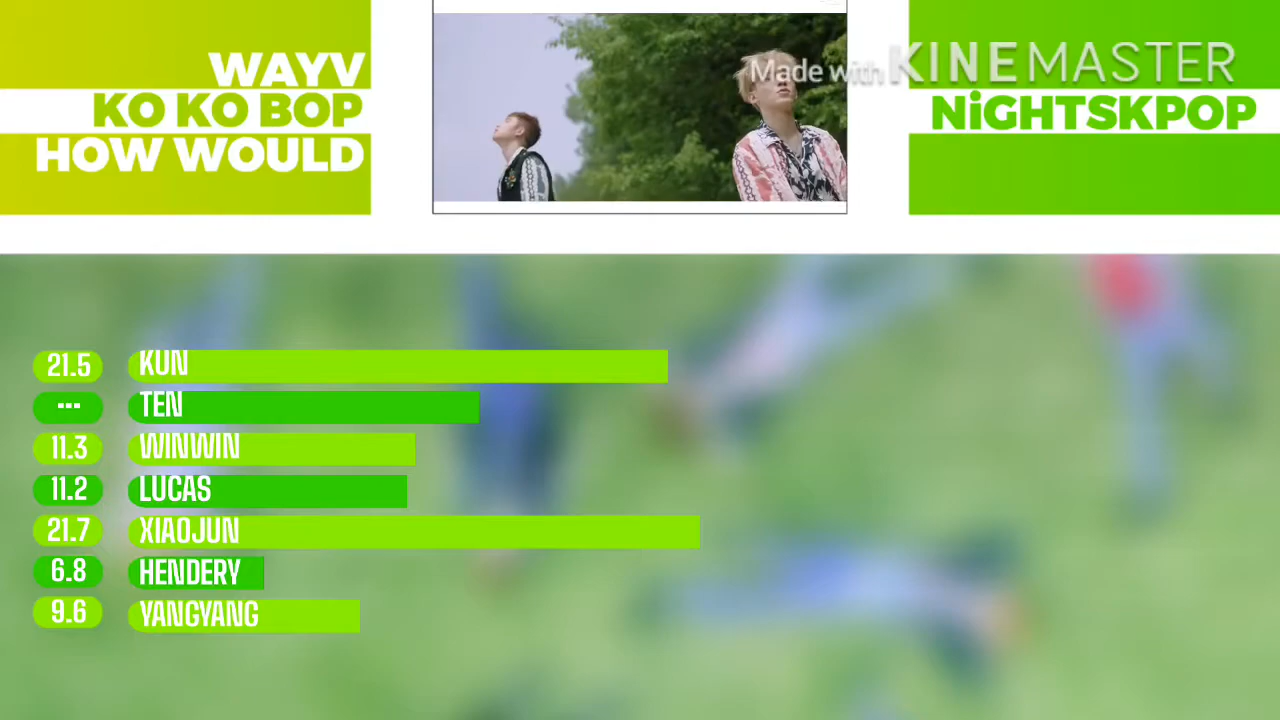 WAYV
KO KO BOP
HOW WOULD
Made with KINEMASTER
NiGHTSKPOP
21.5 KUN
--- TEN
11.3 WINWIN
11.2 LUCAS
21.7 XIAOJUN
6.8 HENDERY
9.6 YANGYANG